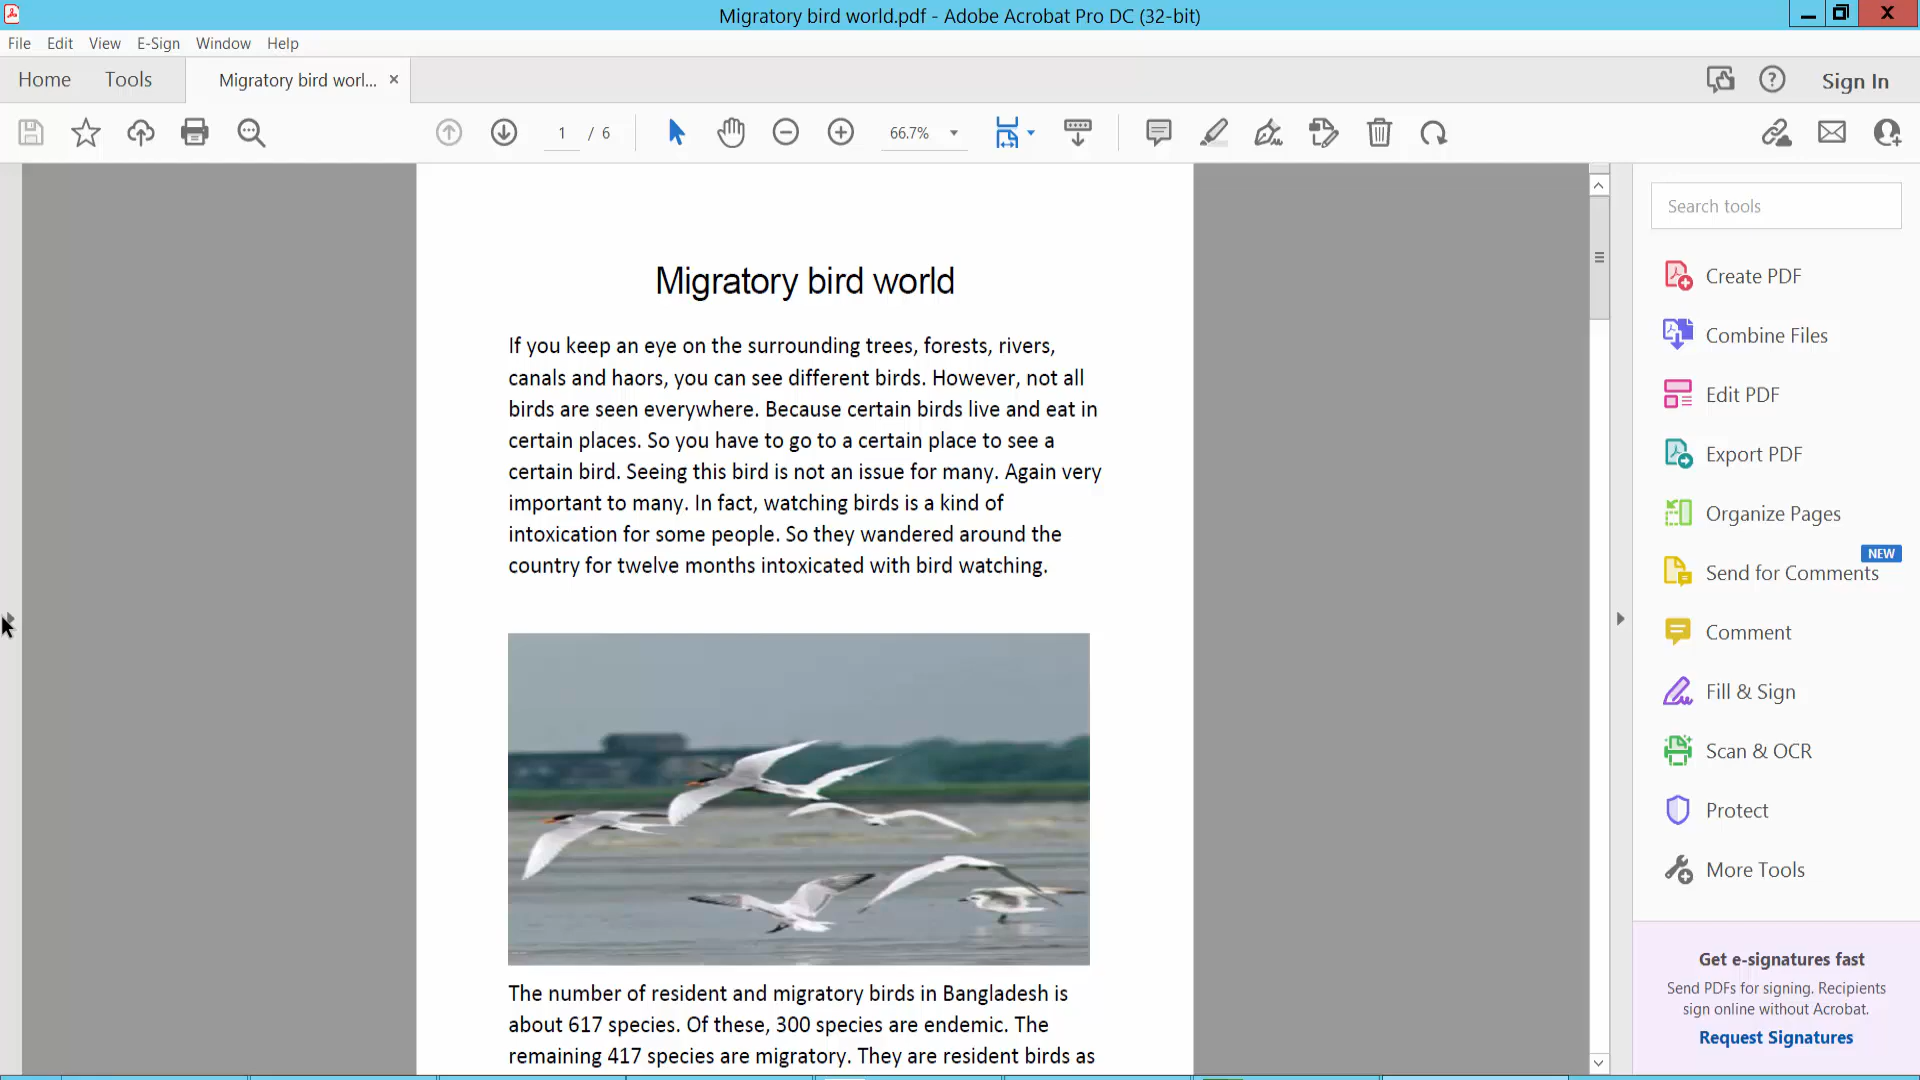 Migratory bird world.pdf - Adobe Acrobat Pro DC (32-bit)
File Edit View E-Sign Window Help
Home Tools Migratory bird worl... × Sign In
1 / 6 66.7%
Migratory bird world
If you keep an eye on the surrounding trees, forests, rivers,
canals and haors, you can see different birds. However, not all
birds are seen everywhere. Because certain birds live and eat in
certain places. So you have to go to a certain place to see a
certain bird. Seeing this bird is not an issue for many. Again very
important to many. In fact, watching birds is a kind of
intoxication for some people. So they wandered around the
country for twelve months intoxicated with bird watching.
The number of resident and migratory birds in Bangladesh is
about 617 species. Of these, 300 species are endemic. The
remaining 417 species are migratory. They are resident birds as
Search tools
Create PDF
Combine Files
Edit PDF
Export PDF
Organize Pages
NEW
Send for Comments
Comment
Fill & Sign
Scan & OCR
Protect
More Tools
Get e-signatures fast
Send PDFs for signing. Recipients
sign online without Acrobat.
Request Signatures